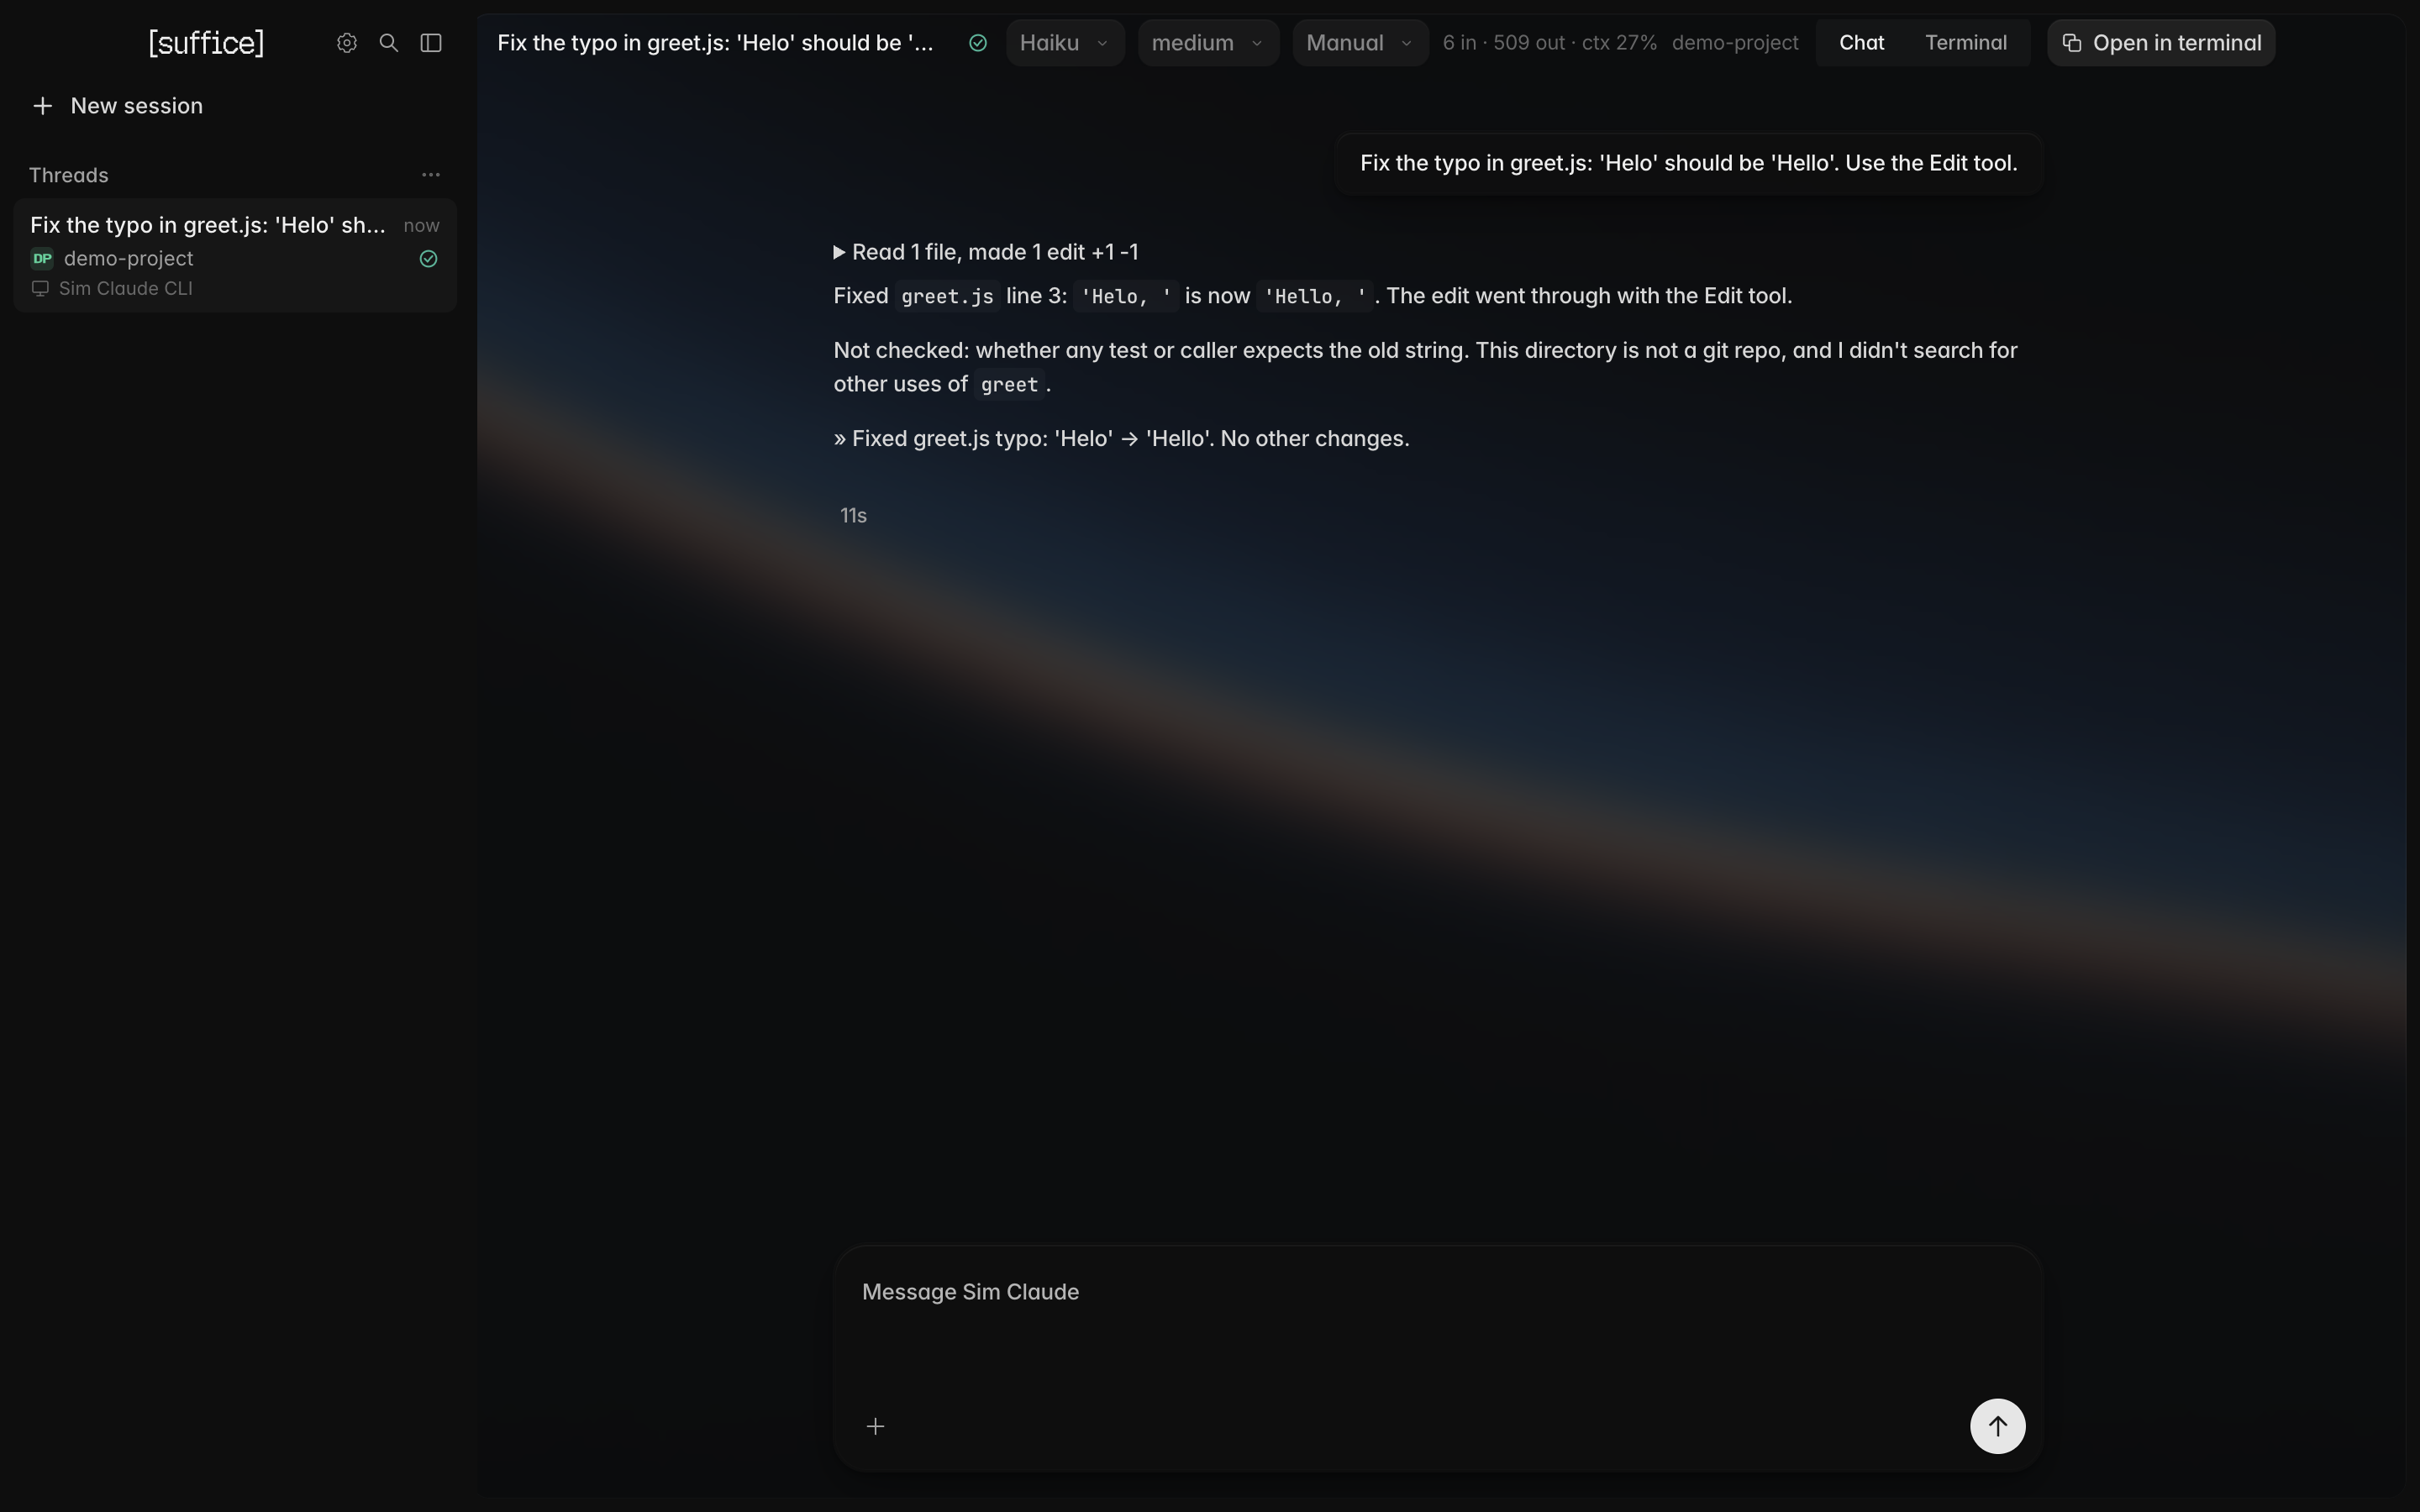 [suffice]
New session
Threads
Fix the typo in greet.js: 'Helo' sh... now
DP demo-project
Sim Claude CLI
Fix the typo in greet.js: 'Helo' should be '... Haiku medium Manual 6 in · 509 out · ctx 27% demo-project Chat Terminal Open in terminal
Fix the typo in greet.js: 'Helo' should be 'Hello'. Use the Edit tool.
▶ Read 1 file, made 1 edit +1 -1
Fixed greet.js line 3: 'Helo, ' is now 'Hello, '. The edit went through with the Edit tool.
Not checked: whether any test or caller expects the old string. This directory is not a git repo, and I didn't search for
other uses of greet.
» Fixed greet.js typo: 'Helo' → 'Hello'. No other changes.
11s
Message Sim Claude